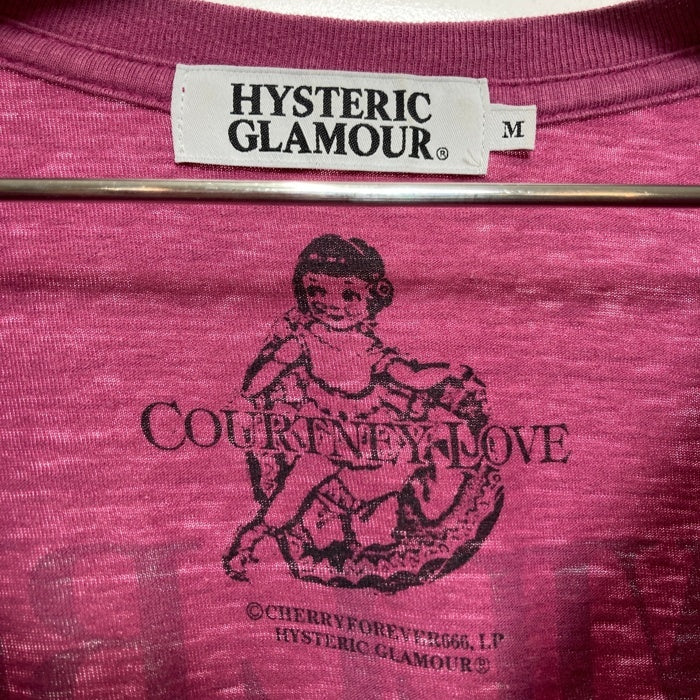 HYSTERIC
GLAMOUR®
M
COURTNEY LOVE
©CHERRYFOREVER666, LP
HYSTERIC GLAMOUR®